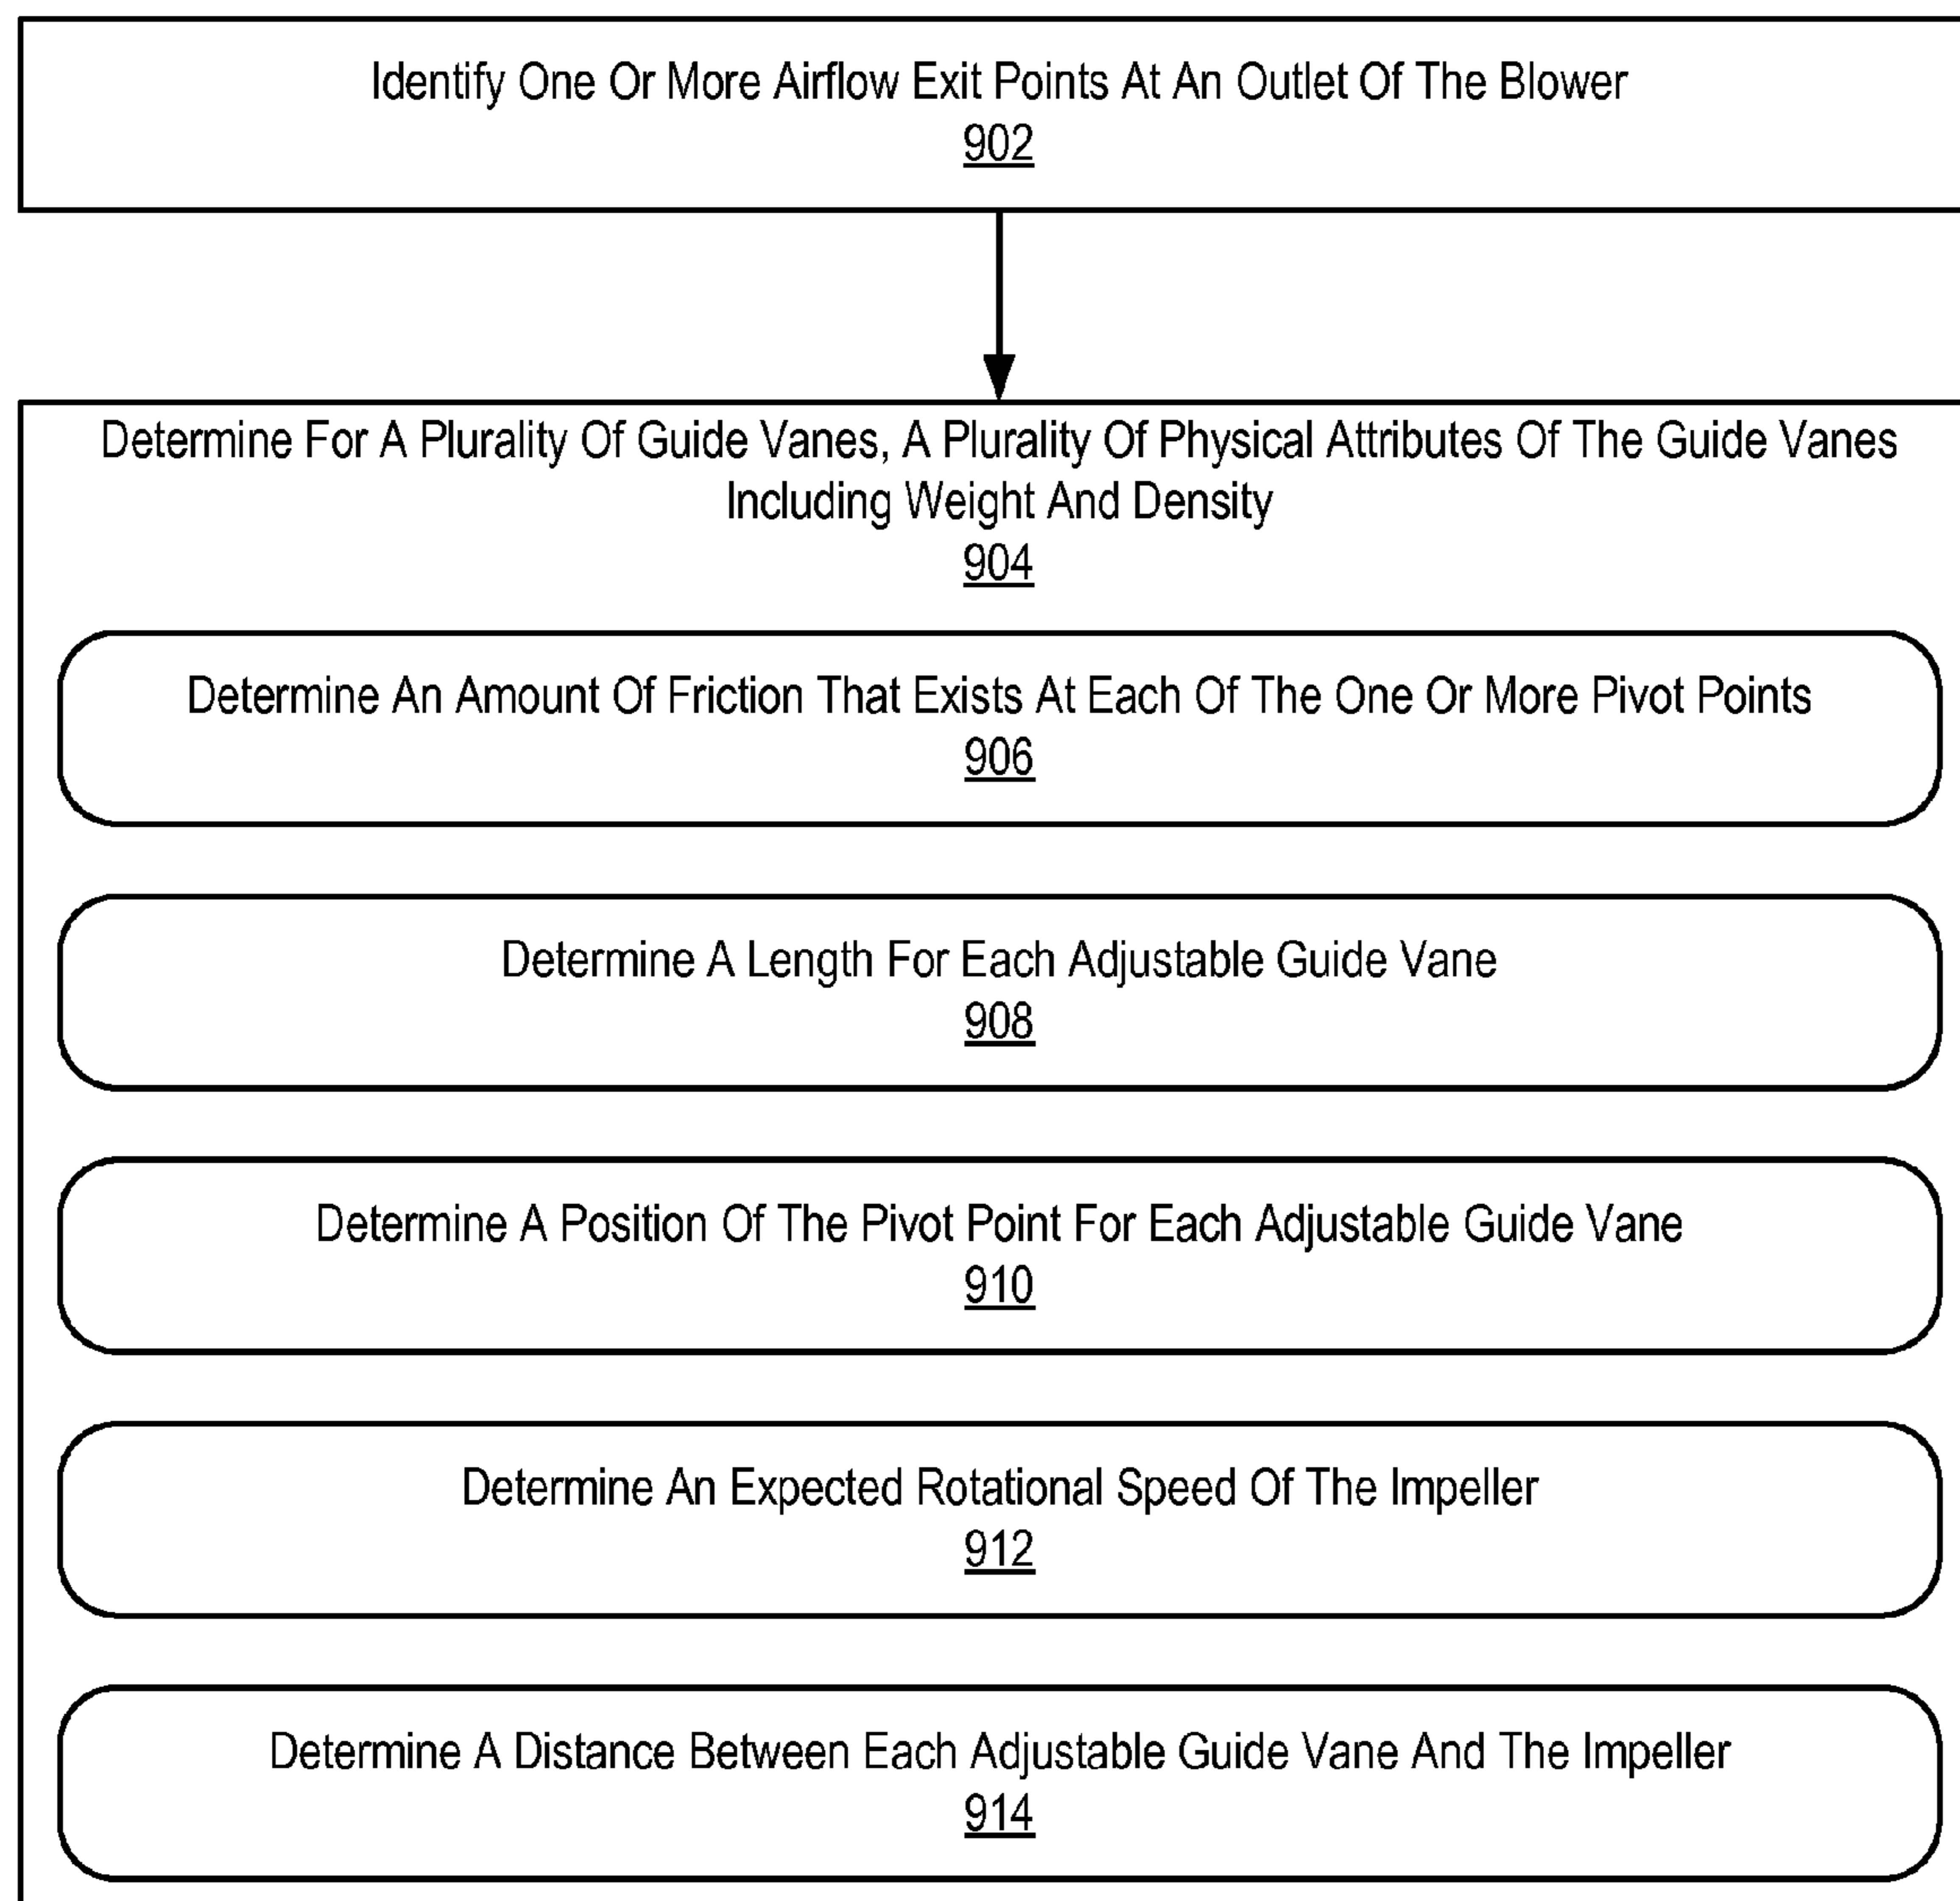 Identify One Or More Airflow Exit Points At An Outlet Of The Blower
902
Determine For A Plurality Of Guide Vanes, A Plurality Of Physical Attributes Of The Guide Vanes
Including Weight And Density
904
Determine An Amount Of Friction That Exists At Each Of The One Or More Pivot Points
906
Determine A Length For Each Adjustable Guide Vane
908
Determine A Position Of The Pivot Point For Each Adjustable Guide Vane
910
Determine An Expected Rotational Speed Of The Impeller
912
Determine A Distance Between Each Adjustable Guide Vane And The Impeller
914